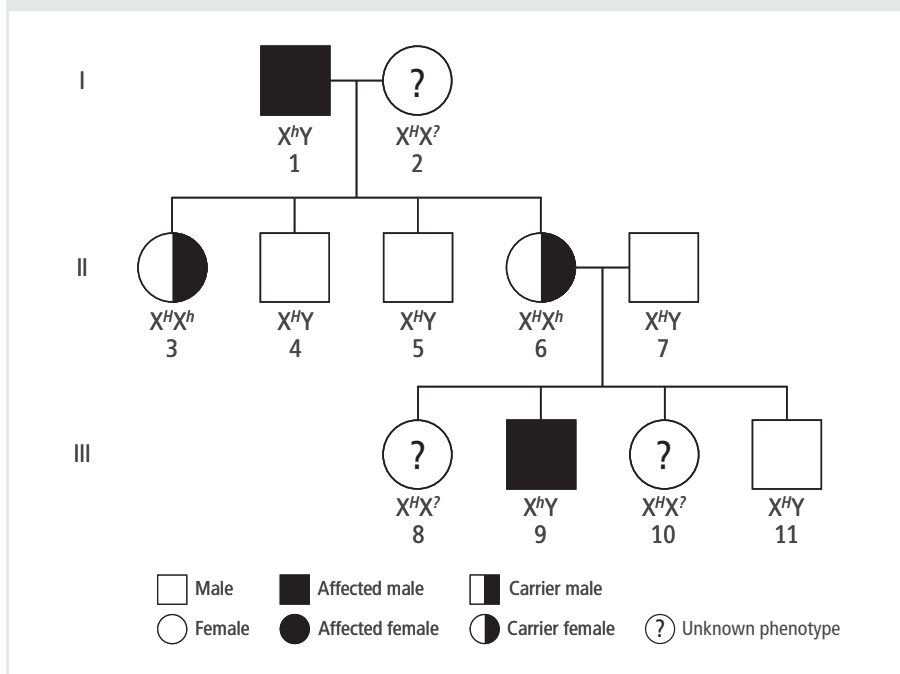 I
?
XʰY XᴴX?
1 2
II
XᴴXʰ XᴴY XᴴY XᴴXʰ XᴴY
3 4 5 6 7
III
? ?
XᴴX? XʰY XᴴX? XᴴY
8 9 10 11
Male Affected male Carrier male
Female Affected female Carrier female ? Unknown phenotype